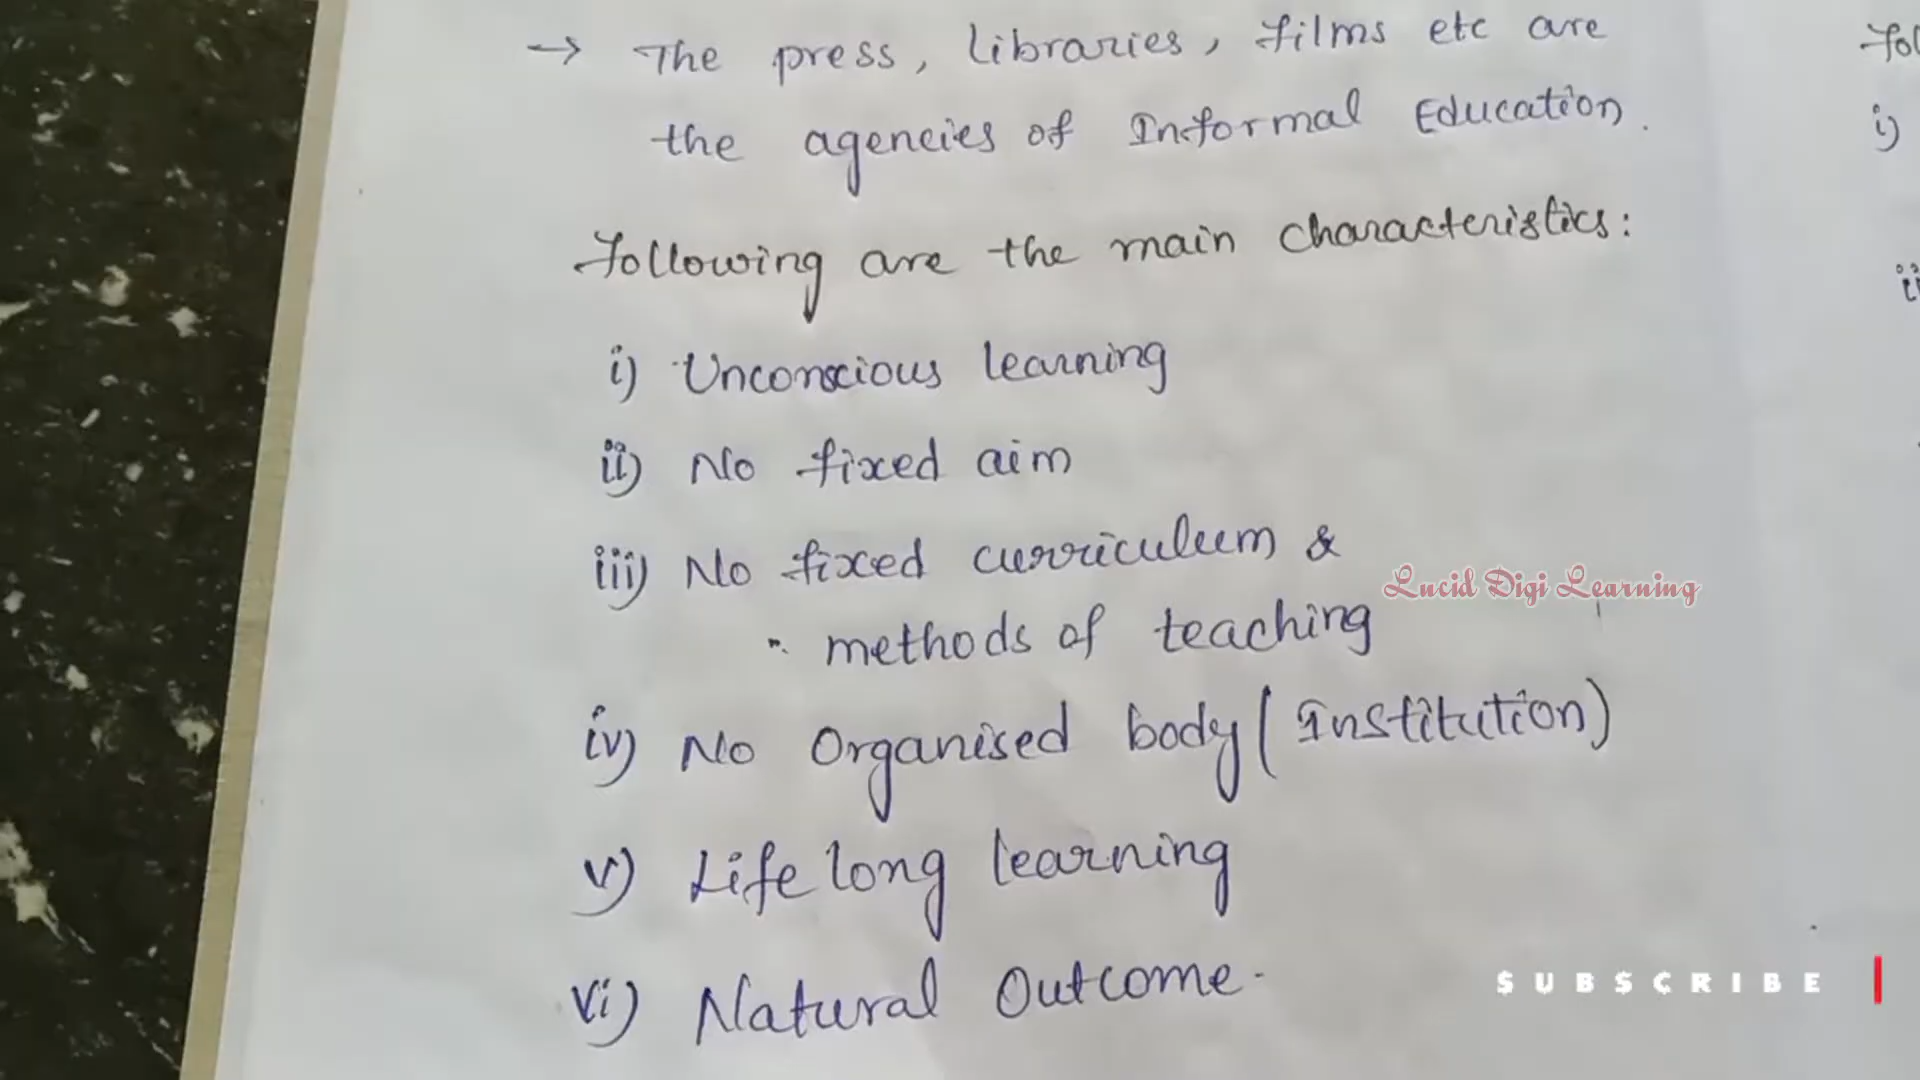 → The press, Libraries, films etc are
the agencies of Informal Education.
Following are the main characteristics:
i) Unconscious learning
ii) No fixed aim
iii) No fixed curriculum &
methods of teaching
iv) No Organised body (Institution)
v) Life long learning
vi) Natural Outcome.
Lucid Digi Learning
SUBSCRIBE
i)